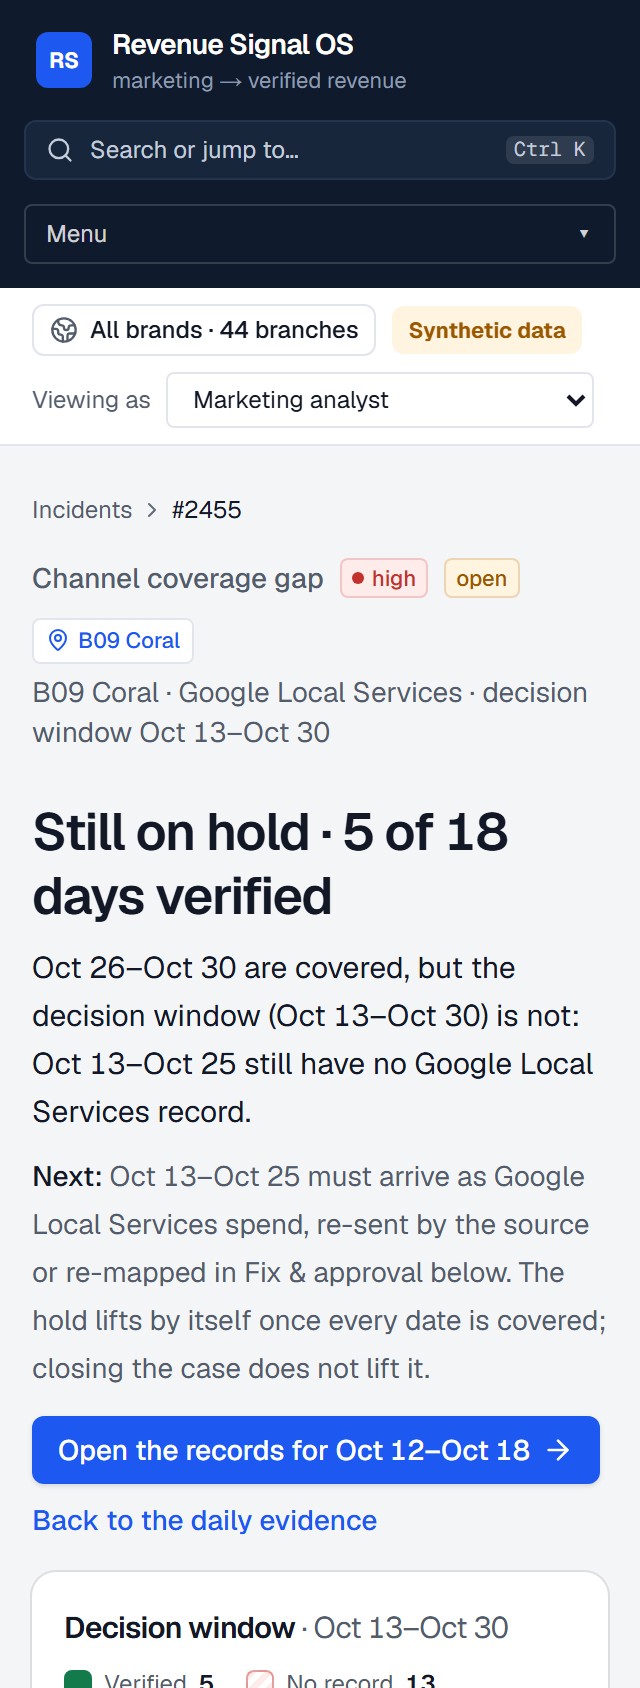 RS
Revenue Signal OS
marketing → verified revenue
Search or jump to...
Ctrl K
Menu
All brands · 44 branches
Synthetic data
Viewing as
Marketing analyst
Incidents > #2455
Channel coverage gap
high
open
B09 Coral
B09 Coral · Google Local Services · decision
window Oct 13–Oct 30
Still on hold · 5 of 18
days verified
Oct 26–Oct 30 are covered, but the
decision window (Oct 13–Oct 30) is not:
Oct 13–Oct 25 still have no Google Local
Services record.
Next: Oct 13–Oct 25 must arrive as Google
Local Services spend, re-sent by the source
or re-mapped in Fix & approval below. The
hold lifts by itself once every date is covered;
closing the case does not lift it.
Open the records for Oct 12–Oct 18 →
Back to the daily evidence
Decision window · Oct 13–Oct 30
Verified 5 No record 13